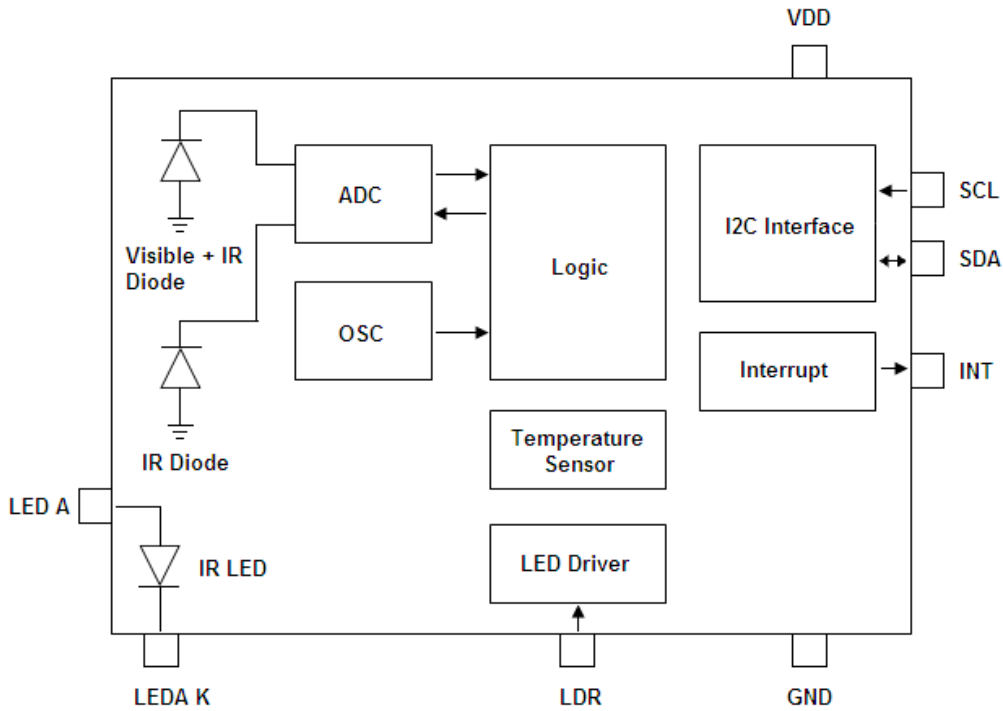 VDD
ADC
Logic
I2C Interface
SCL
SDA
Visible + IR
Diode
OSC
Interrupt
INT
IR Diode
Temperature
Sensor
LED A
IR LED
LED Driver
LEDA K
LDR
GND